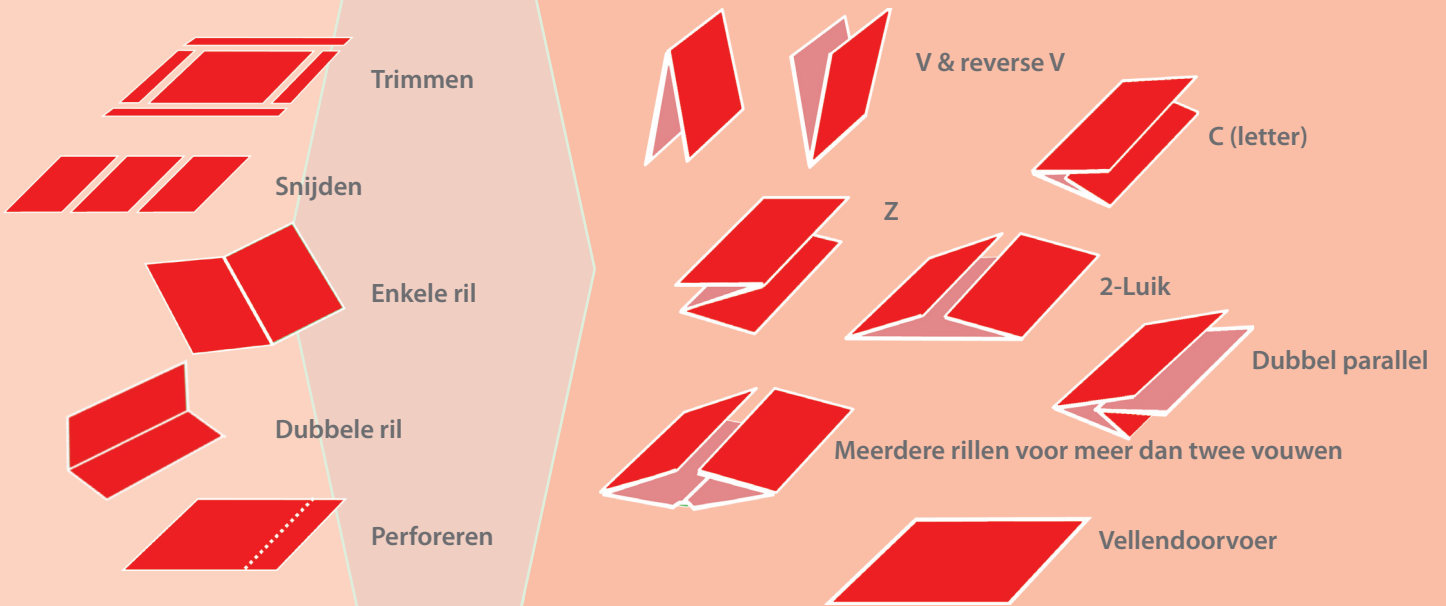 Trimmen
Snijden
Enkele ril
Dubbele ril
Perforeren
V & reverse V
C (letter)
Z
2-Luik
Dubbel parallel
Meerdere rillen voor meer dan twee vouwen
Vellendoorvoer